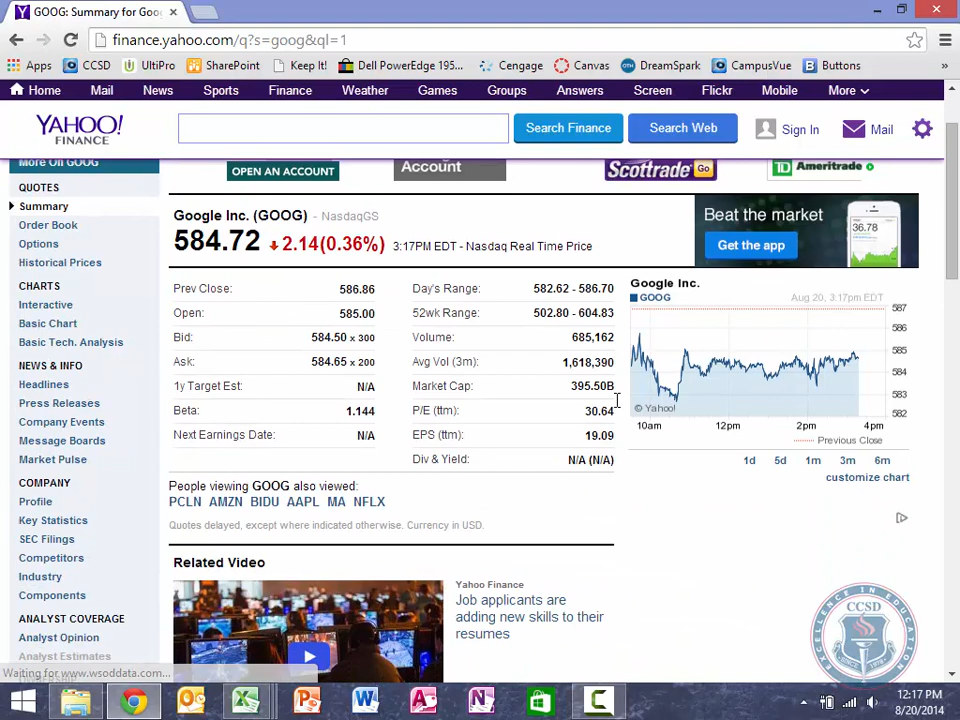 GOOG: Summary for Goo
finance.yahoo.com/q?s=goog&ql=1
Apps CCSD UltiPro SharePoint Keep It! Dell PowerEdge 195... Cengage Canvas DreamSpark CampusVue Buttons »
Home Mail News Sports Finance Weather Games Groups Answers Screen Flickr Mobile More
YAHOO! FINANCE Search Finance Search Web Sign In Mail
More On GOOG
OPEN AN ACCOUNT Account Scottrade Go TD Ameritrade
QUOTES
Summary
Order Book
Options
Historical Prices
CHARTS
Interactive
Basic Chart
Basic Tech. Analysis
NEWS & INFO
Headlines
Press Releases
Company Events
Message Boards
Market Pulse
COMPANY
Profile
Key Statistics
SEC Filings
Competitors
Industry
Components
ANALYST COVERAGE
Analyst Opinion
Analyst Estimates
Google Inc. (GOOG) - NasdaqGS
584.72 2.14(0.36%) 3:17PM EDT - Nasdaq Real Time Price
Beat the market
Get the app
36.78
Prev Close: 586.86
Open: 585.00
Bid: 584.50 x 300
Ask: 584.65 x 200
1y Target Est: N/A
Beta: 1.144
Next Earnings Date: N/A
Day's Range: 582.62 - 586.70
52wk Range: 502.80 - 604.83
Volume: 685,162
Avg Vol (3m): 1,618,390
Market Cap: 395.50B
P/E (ttm): 30.64
EPS (ttm): 19.09
Div & Yield: N/A (N/A)
Google Inc.
GOOG Aug 20, 3:17pm EDT
587
586
585
584
583
582
© Yahoo!
10am 12pm 2pm 4pm
Previous Close
1d 5d 1m 3m 6m
customize chart
People viewing GOOG also viewed:
PCLN AMZN BIDU AAPL MA NFLX
Quotes delayed, except where indicated otherwise. Currency in USD.
Related Video
Yahoo Finance
Job applicants are
adding new skills to their
resumes
EXCELLENCE IN EDUCATION
CCSD
Waiting for www.wsoddata.com...
12:17 PM
8/20/2014